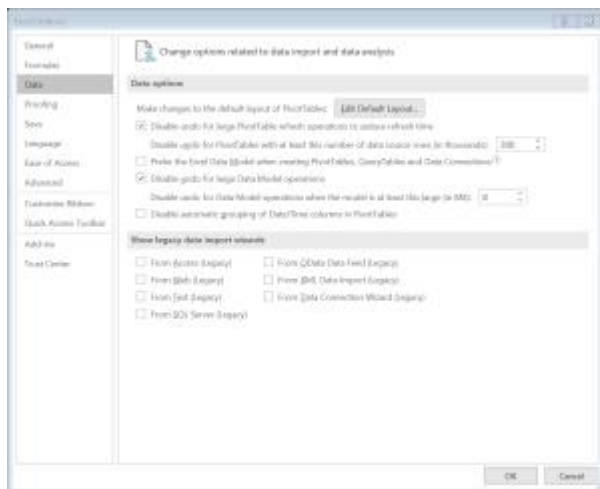 Excel Options
General
Change options related to data import and data analysis
Formulas
Data
Data options
Proofing
Make changes to the default layout of PivotTables: Edit Default Layout...
Save
Disable undo for large PivotTable refresh operations to reduce refresh time
Language
Disable undo for PivotTables with at least this number of data source rows (in thousands): 300
Ease of Access
Prefer the Excel Data Model when creating PivotTables, QueryTables and Data Connections
Advanced
Disable undo for large Data Model operations
Customize Ribbon
Disable undo for Data Model operations when the model is at least this large (in MB): 8
Quick Access Toolbar
Disable automatic grouping of Date/Time columns in PivotTables
Add-ins
Show legacy data import wizards
Trust Center
From Access (Legacy) From OData Data Feed (Legacy)
From Web (Legacy) From XML Data Import (Legacy)
From Text (Legacy) From Data Connection Wizard (Legacy)
From SQL Server (Legacy)
OK Cancel